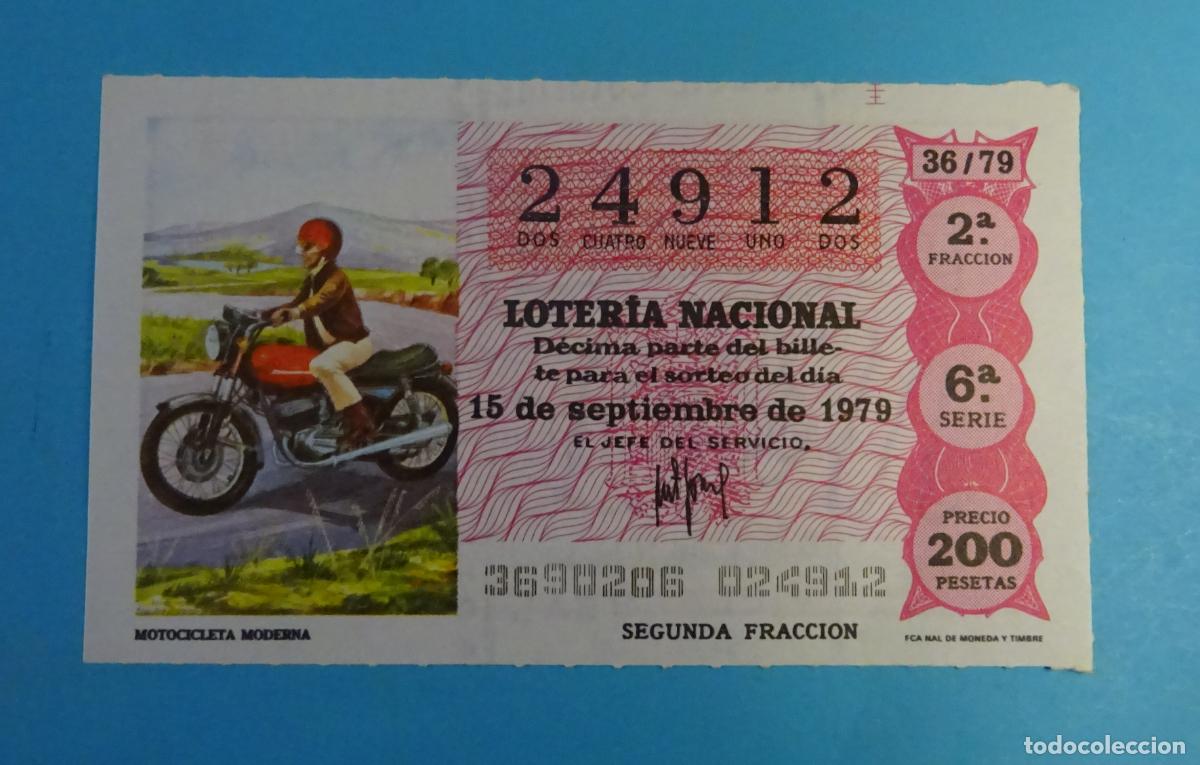 24912
DOS CUATRO NUEVE UNO DOS
LOTERÍA NACIONAL
Décima parte del bille-
te para el sorteo del día
15 de septiembre de 1979
EL JEFE DEL SERVICIO,
3690206 024912
SEGUNDA FRACCION
36/79
2ª.
FRACCION
6ª.
SERIE
PRECIO
200
PESETAS
FCA NAL DE MONEDA Y TIMBRE
MOTOCICLETA MODERNA
todocoleccion